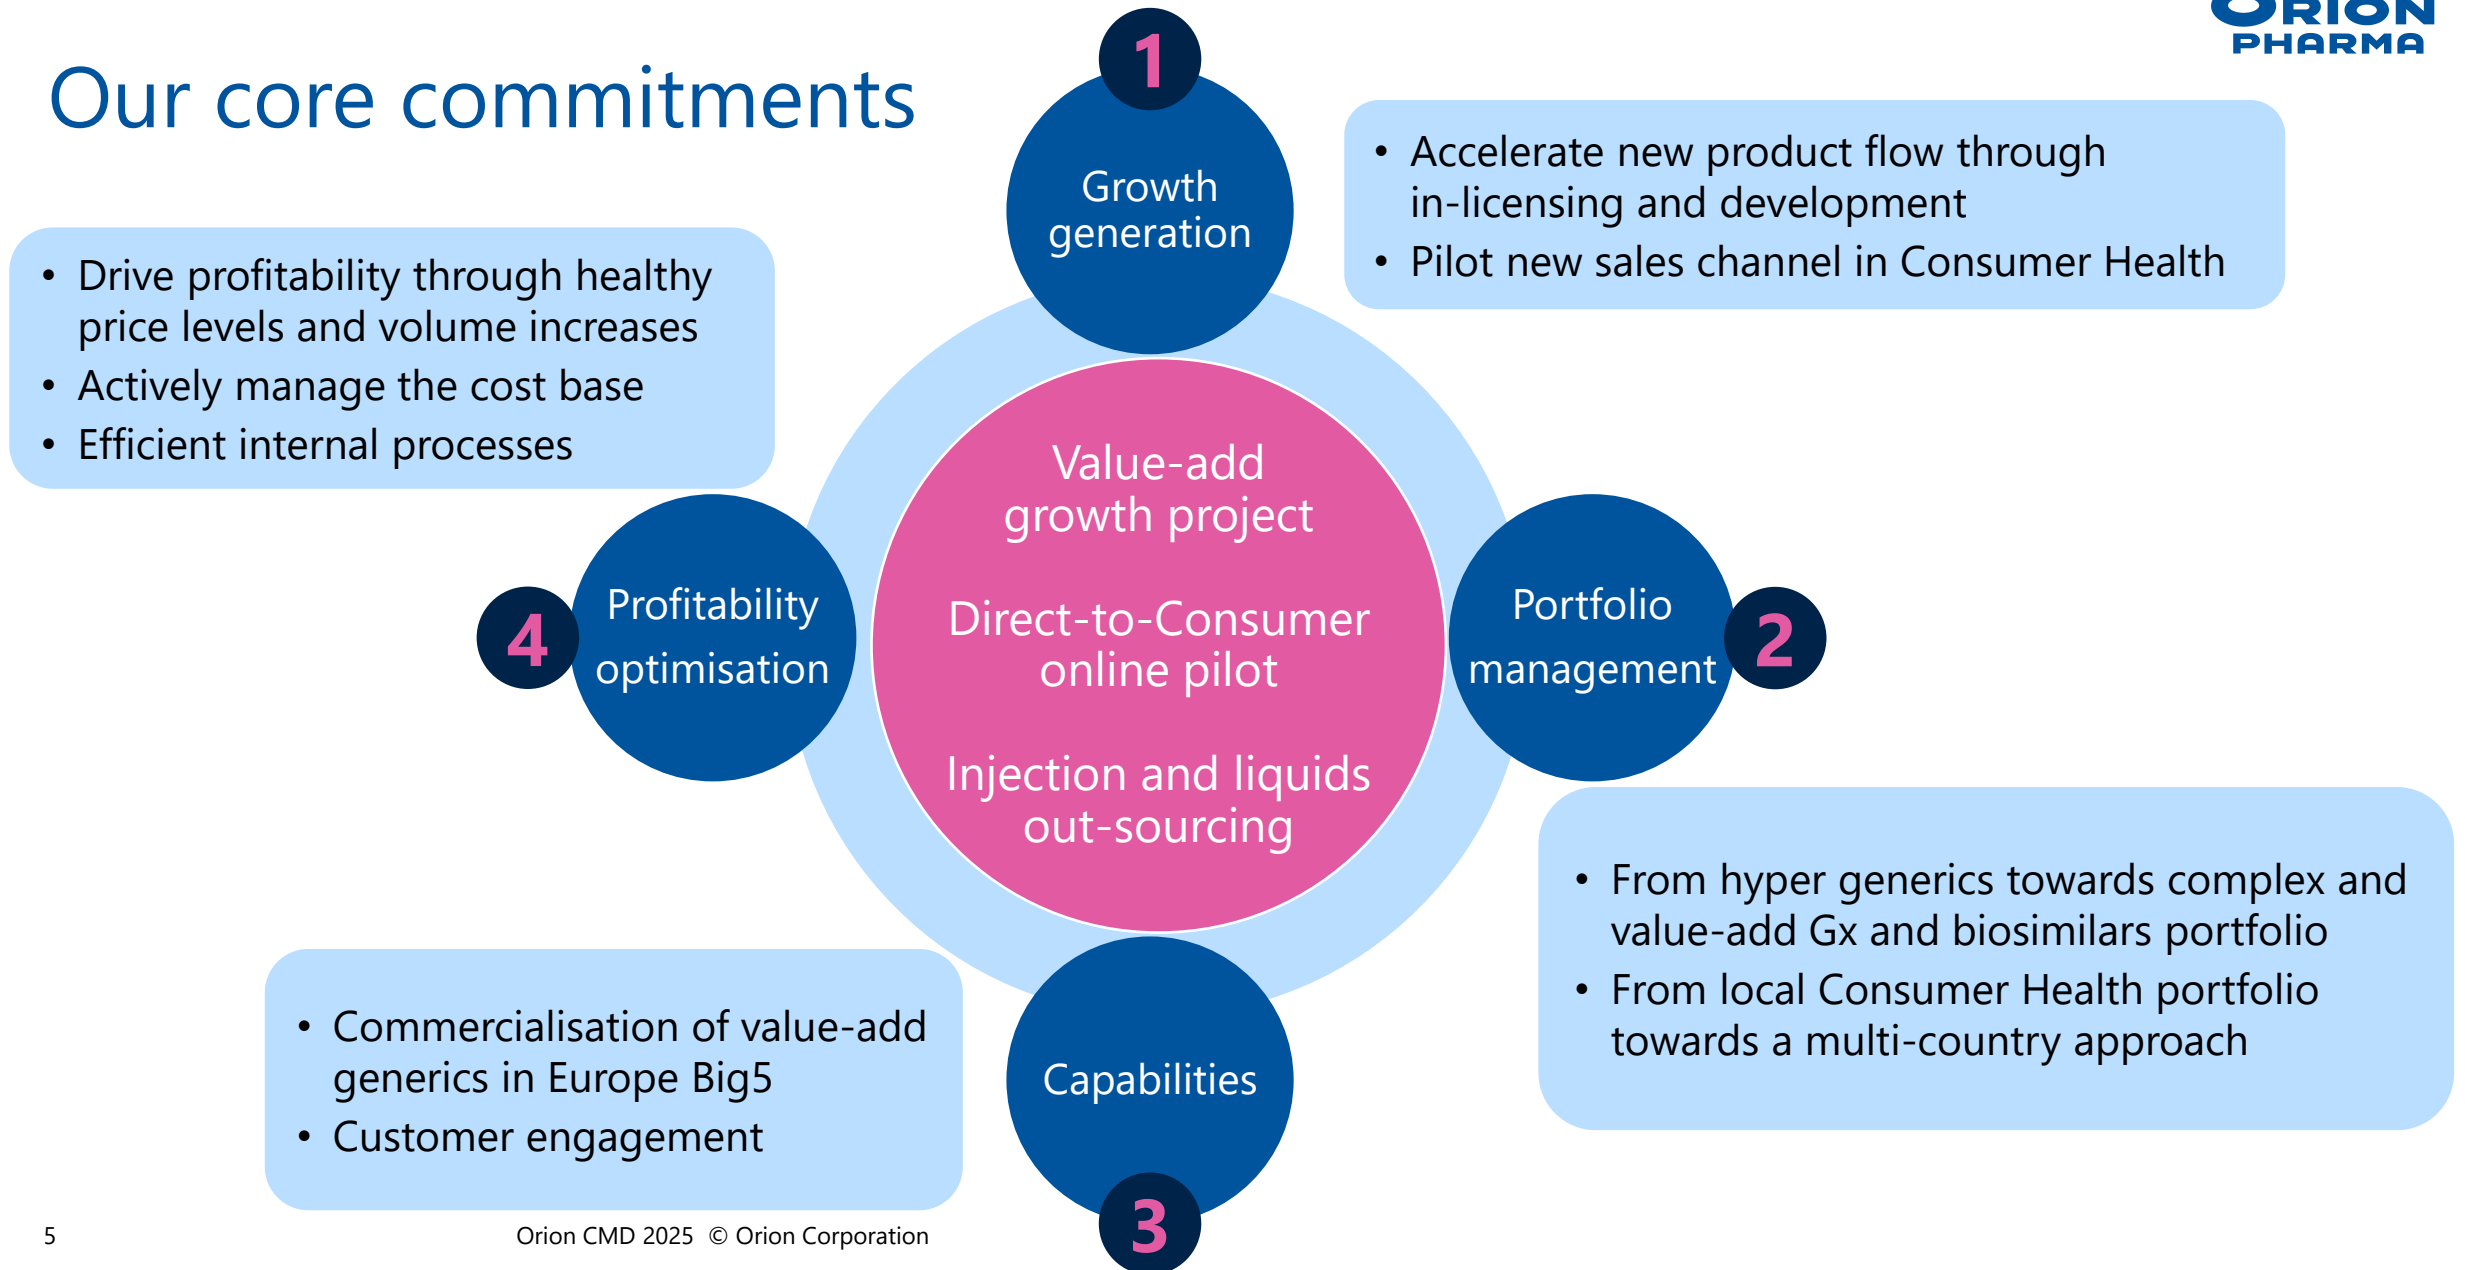 ORION
PHARMA
Our core commitments
1
Growth
generation
• Accelerate new product flow through
in-licensing and development
• Pilot new sales channel in Consumer Health
• Drive profitability through healthy
price levels and volume increases
• Actively manage the cost base
• Efficient internal processes
Value-add
growth project
Direct-to-Consumer
online pilot
Injection and liquids
out-sourcing
4
Profitability
optimisation
Portfolio
management
2
• From hyper generics towards complex and
value-add Gx and biosimilars portfolio
• From local Consumer Health portfolio
towards a multi-country approach
• Commercialisation of value-add
generics in Europe Big5
• Customer engagement
Capabilities
3
5
Orion CMD 2025 © Orion Corporation